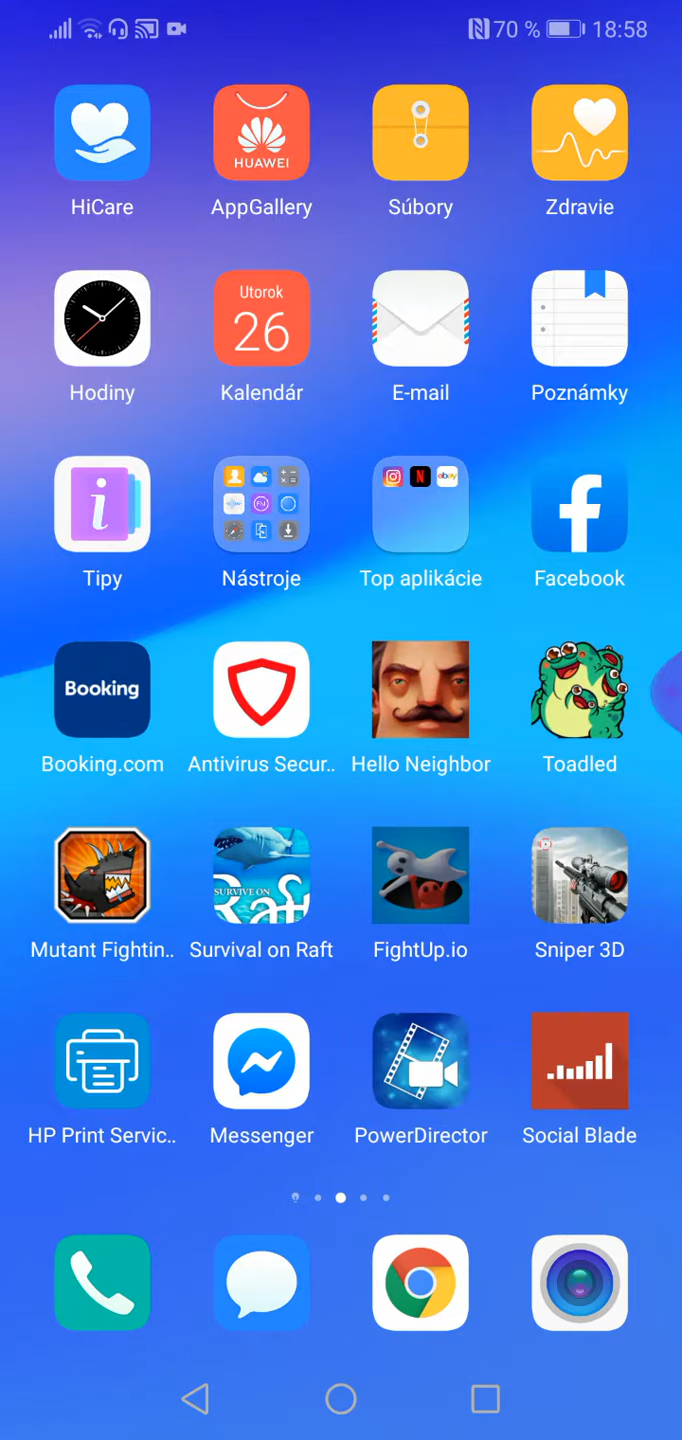 70 % 18:58
HUAWEI
HiCare AppGallery Súbory Zdravie
Utorok
26
Hodiny Kalendár E-mail Poznámky
i
FM
N ebay
f
Tipy Nástroje Top aplikácie Facebook
Booking
Booking.com Antivirus Secur.. Hello Neighbor Toadled
SURVIVE ON
Raft
Mutant Fightin.. Survival on Raft FightUp.io Sniper 3D
HP Print Servic.. Messenger PowerDirector Social Blade